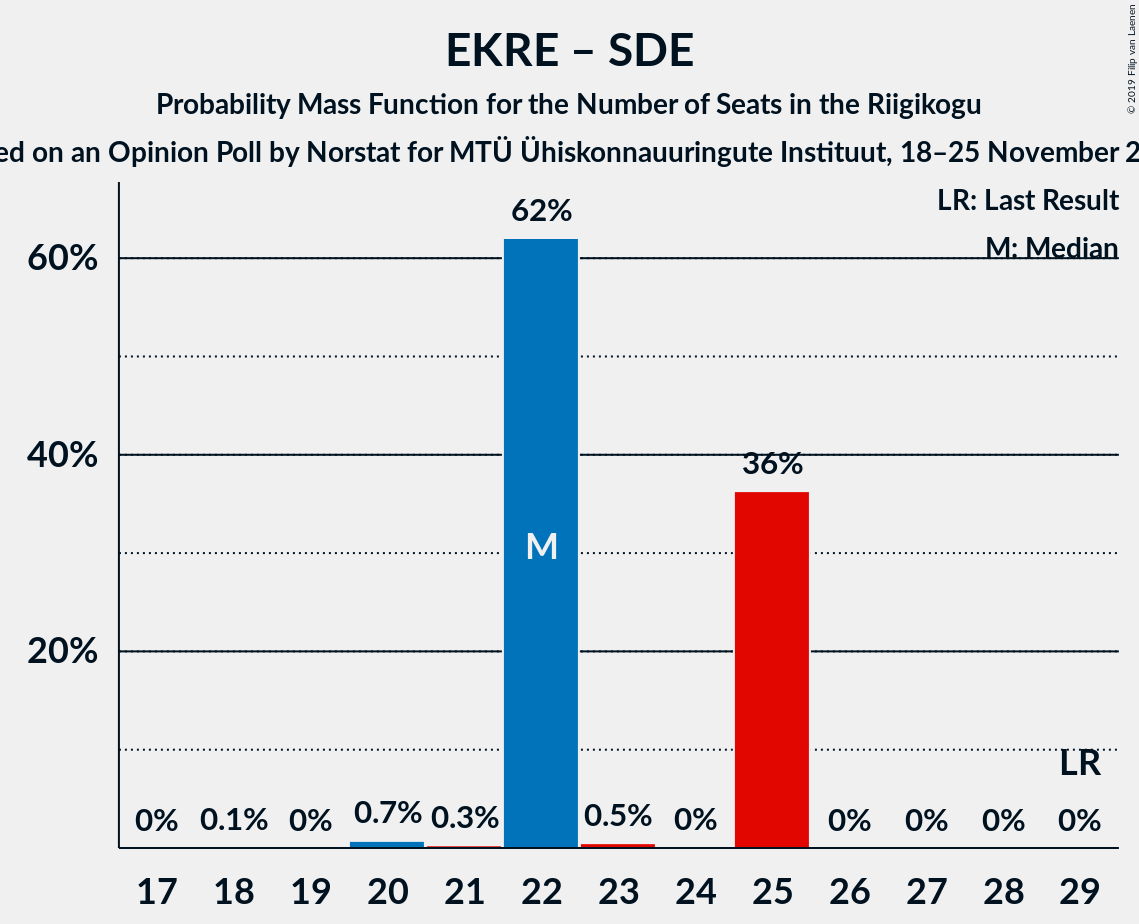 EKRE – SDE
Probability Mass Function for the Number of Seats in the Riigikogu
ed on an Opinion Poll by Norstat for MTÜ Ühiskonnauuringute Instituut, 18–25 November 2
© 2019 Filip van Laenen
LR: Last Result
M: Median
62%
60%
40%
36%
M
20%
LR
0% 0.1% 0% 0.7% 0.3% 0.5% 0% 0% 0% 0% 0%
17 18 19 20 21 22 23 24 25 26 27 28 29